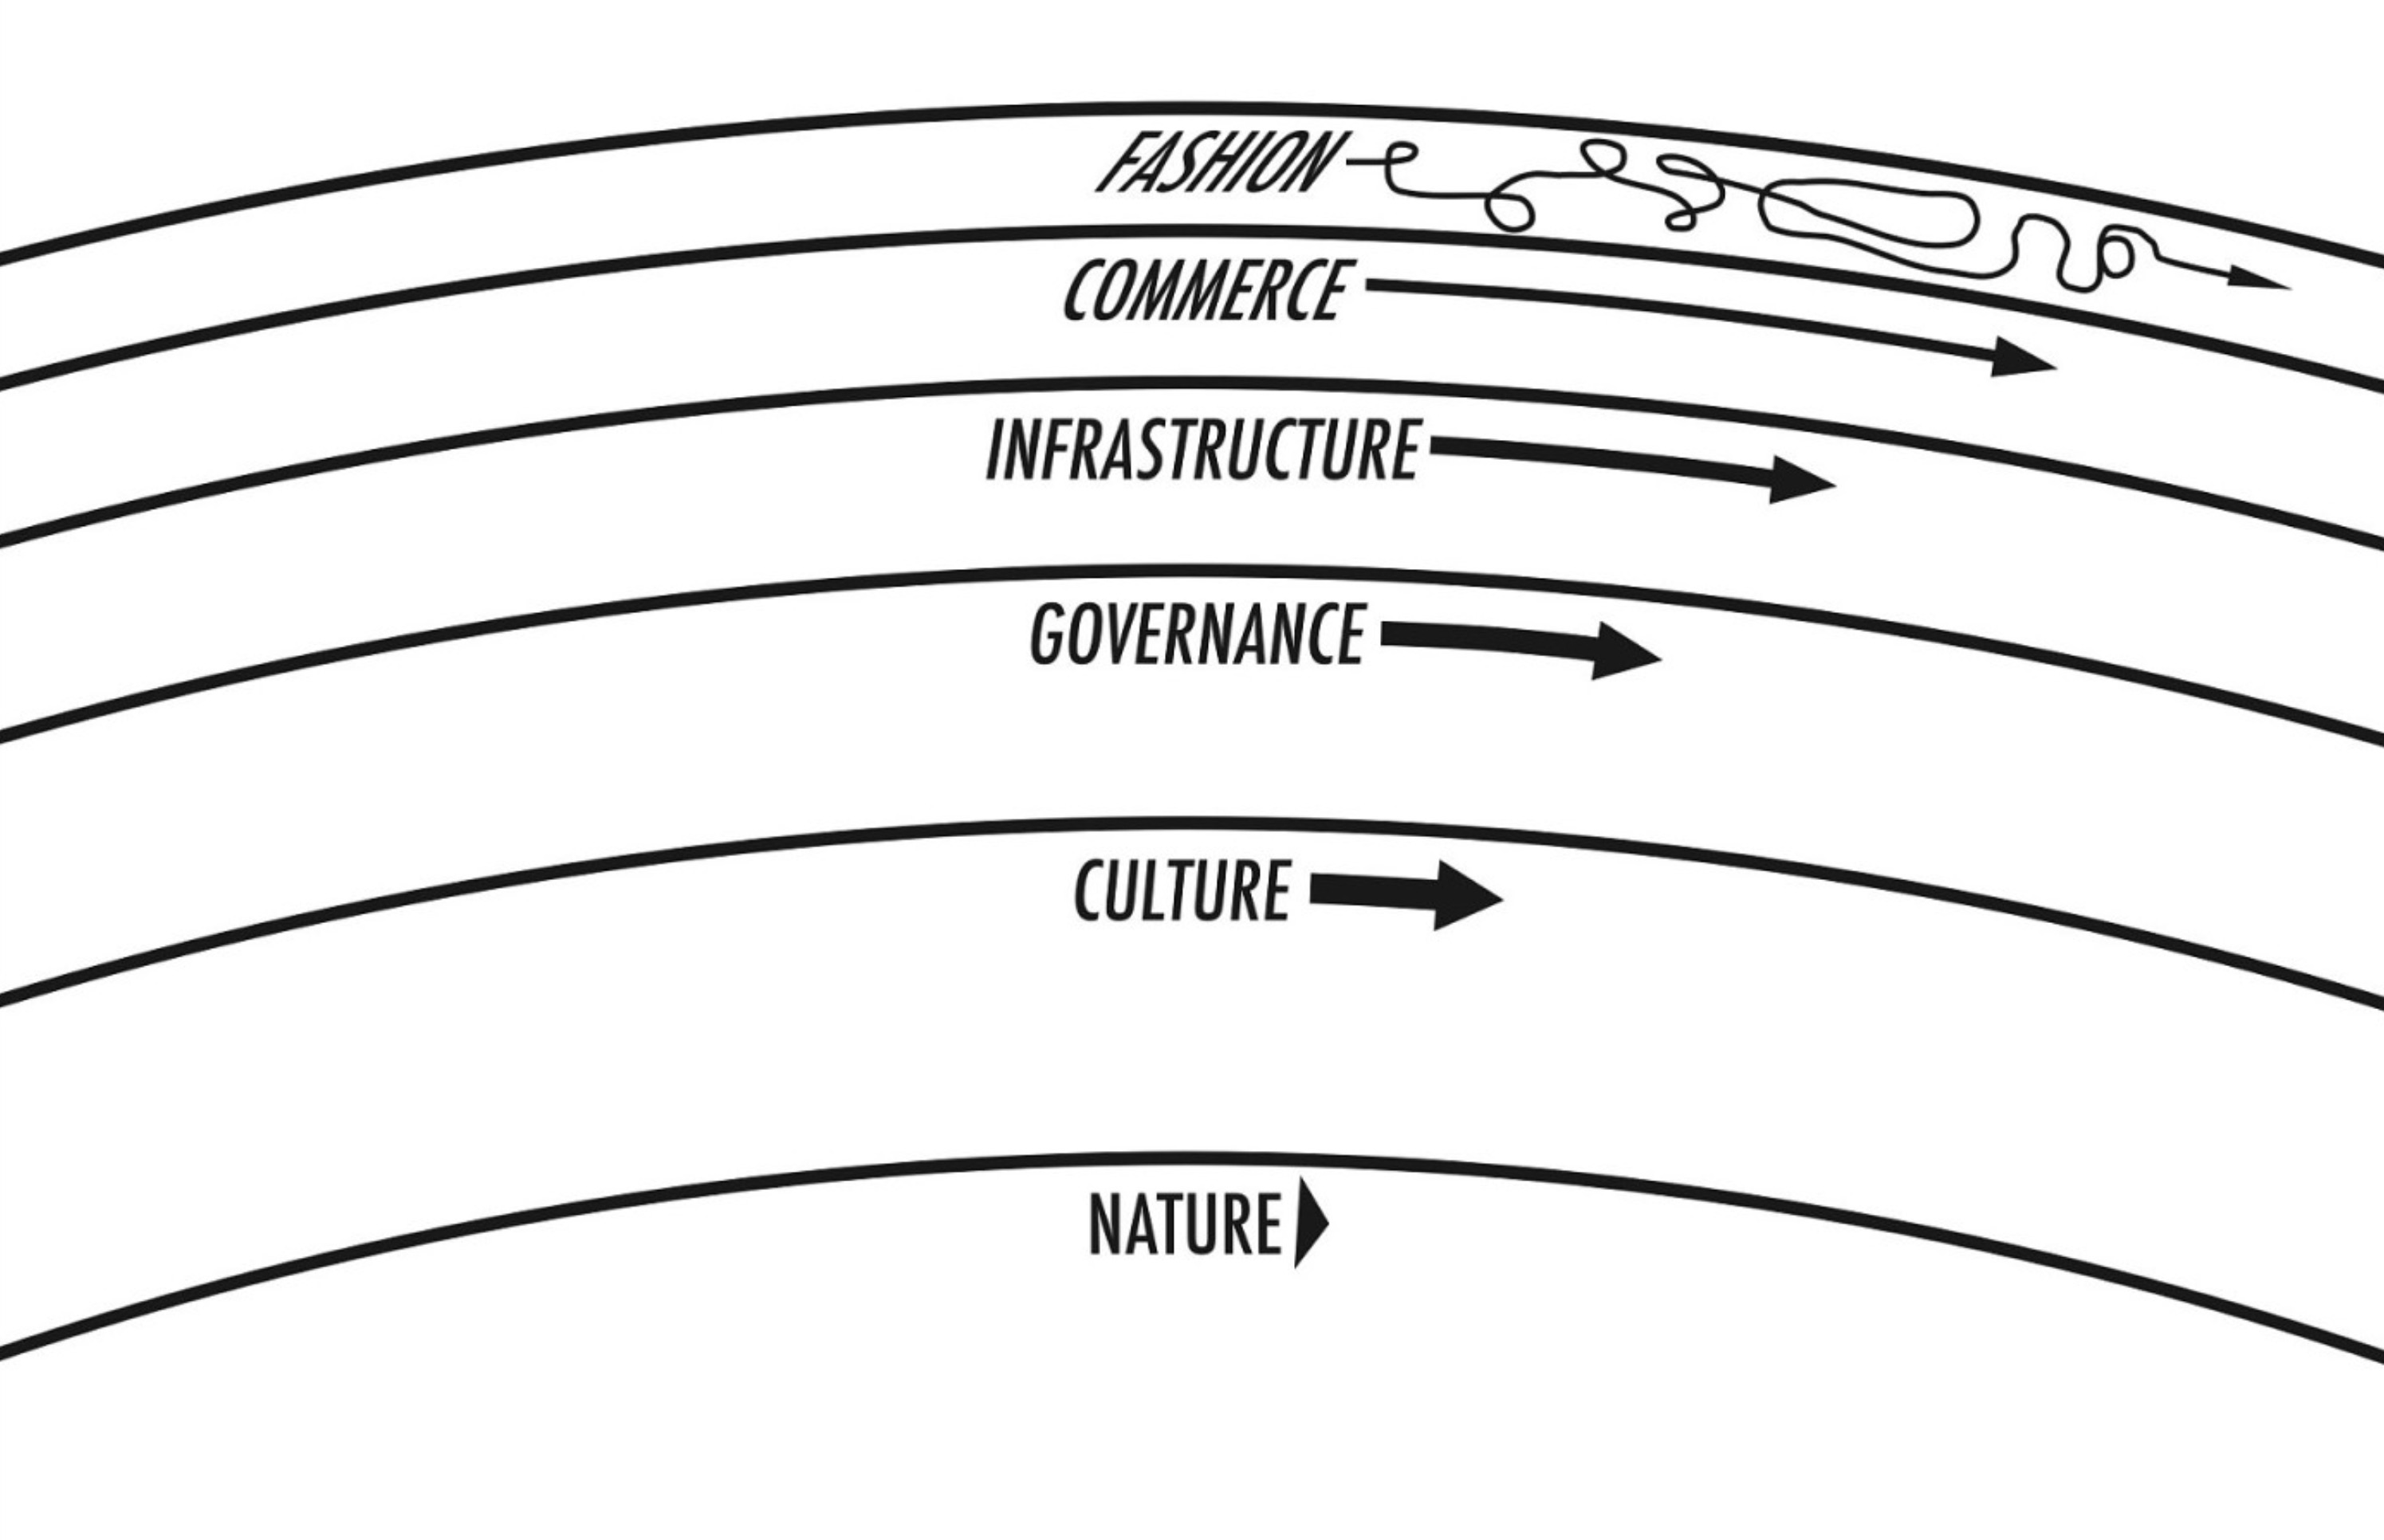 FASHION
COMMERCE
INFRASTRUCTURE
GOVERNANCE
CULTURE
NATURE